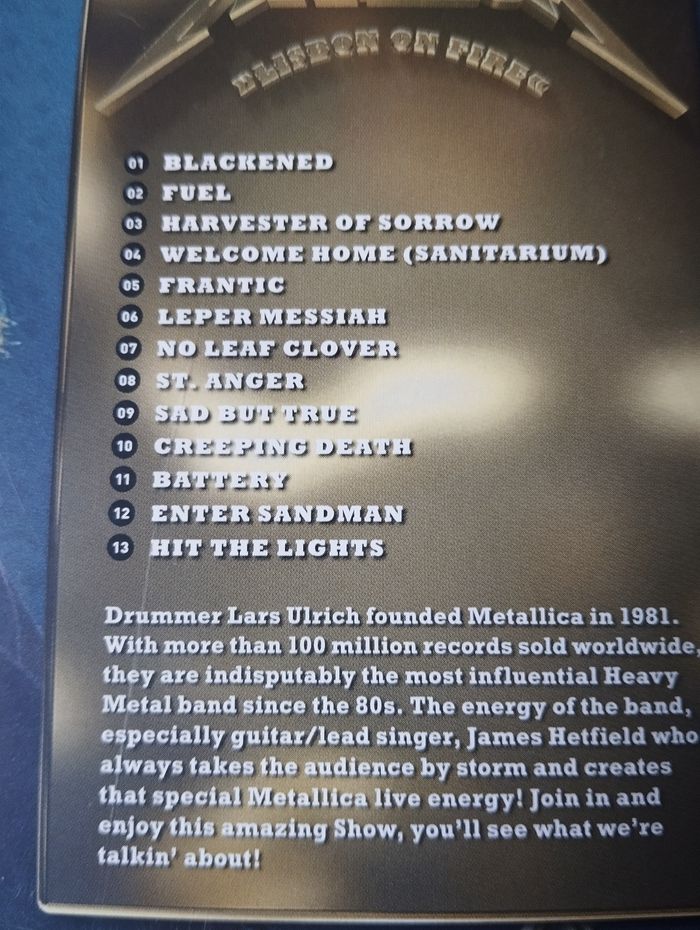 »LISBON ON FIRE«
01 BLACKENED
02 FUEL
03 HARVESTER OF SORROW
04 WELCOME HOME (SANITARIUM)
05 FRANTIC
06 LEPER MESSIAH
07 NO LEAF CLOVER
08 ST. ANGER
09 SAD BUT TRUE
10 CREEPING DEATH
11 BATTERY
12 ENTER SANDMAN
13 HIT THE LIGHTS
Drummer Lars Ulrich founded Metallica in 1981.
With more than 100 million records sold worldwide,
they are indisputably the most influential Heavy
Metal band since the 80s. The energy of the band,
especially guitar/lead singer, James Hetfield who
always takes the audience by storm and creates
that special Metallica live energy! Join in and
enjoy this amazing Show, you'll see what we're
talkin' about!